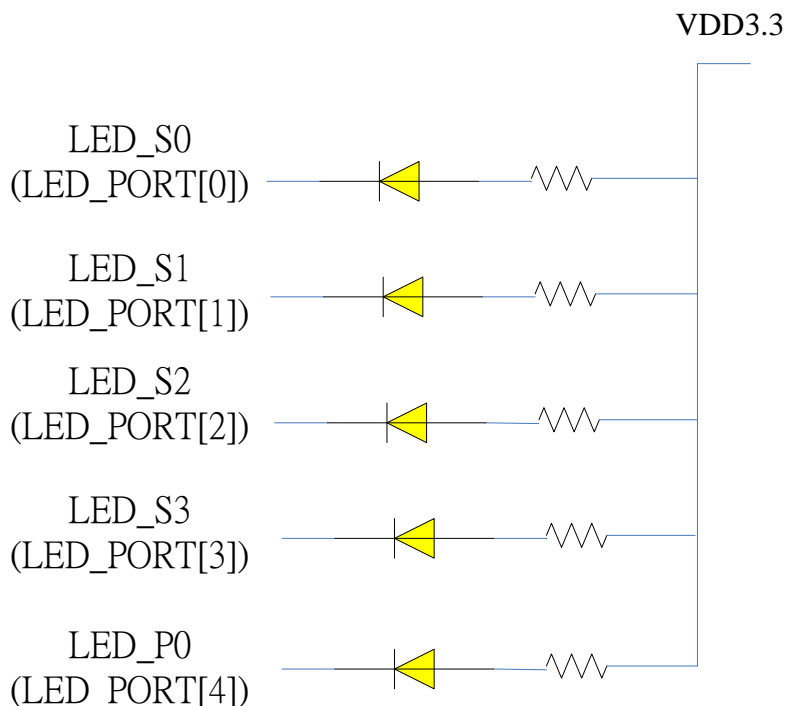 VDD3.3
LED_S0
(LED_PORT[0])
LED_S1
(LED_PORT[1])
LED_S2
(LED_PORT[2])
LED_S3
(LED_PORT[3])
LED_P0
(LED_PORT[4])